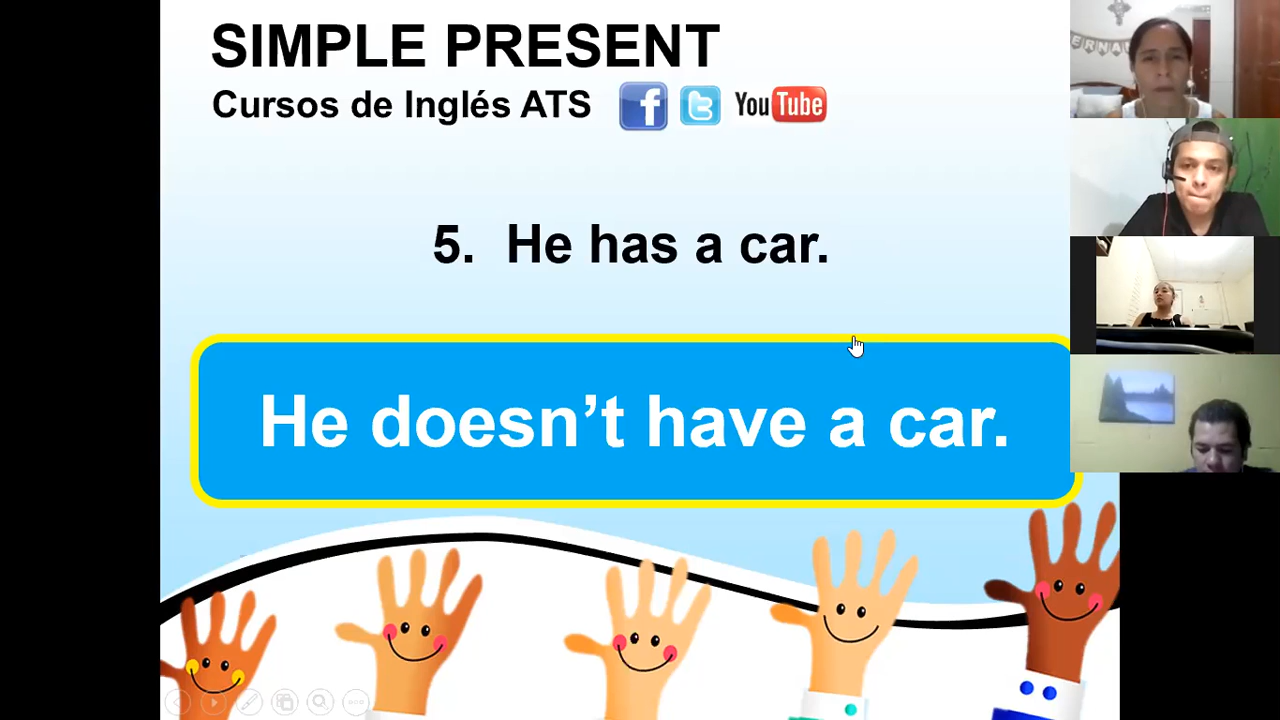 SIMPLE PRESENT
Cursos de Inglés ATS f t YouTube
5. He has a car.
He doesn’t have a car.